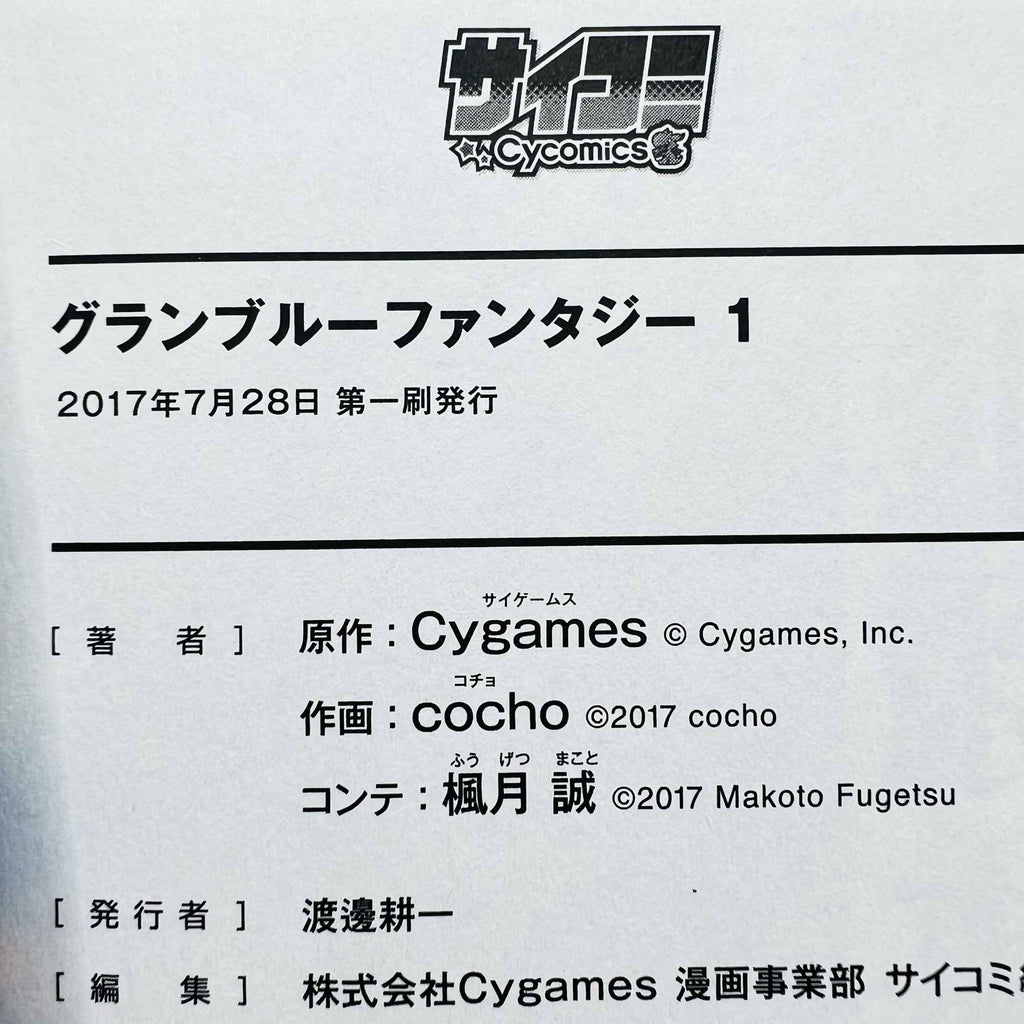 サイコミ
Cycomics
グランブルーファンタジー 1
2017年7月28日 第一刷発行
サイゲームス
[著 者] 原作：Cygames © Cygames, Inc.
コチョ
作画：cocho ©2017 cocho
ふう げつ まこと
コンテ：楓月 誠 ©2017 Makoto Fugetsu
[発行者] 渡邊耕一
[編 集] 株式会社Cygames 漫画事業部 サイコミ